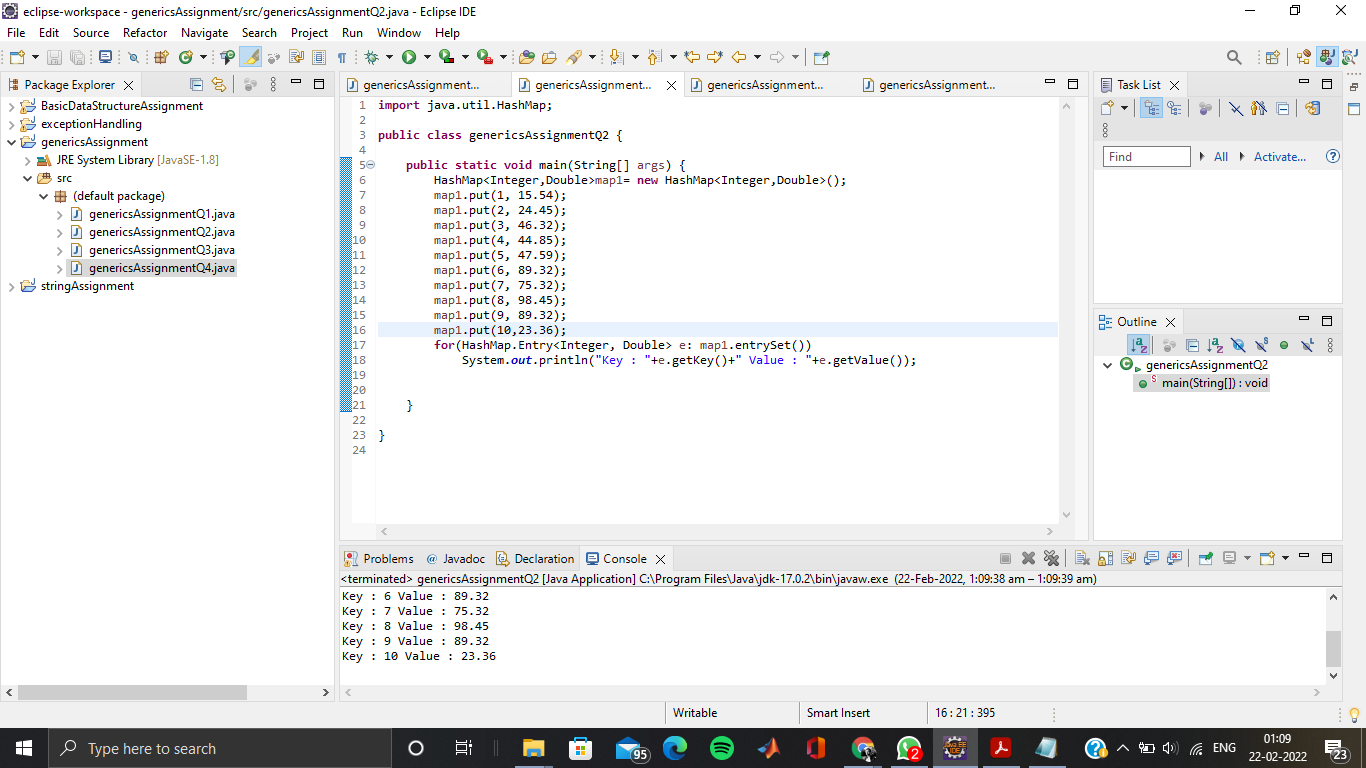 eclipse-workspace - genericsAssignment/src/genericsAssignmentQ2.java - Eclipse IDE
File Edit Source Refactor Navigate Search Project Run Window Help
Package Explorer
BasicDataStructureAssignment
exceptionHandling
genericsAssignment
JRE System Library [JavaSE-1.8]
src
(default package)
genericsAssignmentQ1.java
genericsAssignmentQ2.java
genericsAssignmentQ3.java
genericsAssignmentQ4.java
stringAssignment
genericsAssignment... genericsAssignment... genericsAssignment... genericsAssignment...
1 import java.util.HashMap;
2
3 public class genericsAssignmentQ2 {
4
5 public static void main(String[] args) {
6 HashMap<Integer,Double>map1= new HashMap<Integer,Double>();
7 map1.put(1, 15.54);
8 map1.put(2, 24.45);
9 map1.put(3, 46.32);
10 map1.put(4, 44.85);
11 map1.put(5, 47.59);
12 map1.put(6, 89.32);
13 map1.put(7, 75.32);
14 map1.put(8, 98.45);
15 map1.put(9, 89.32);
16 map1.put(10,23.36);
17 for(HashMap.Entry<Integer, Double> e: map1.entrySet())
18 System.out.println("Key : "+e.getKey()+" Value : "+e.getValue());
19
20
21 }
22
23 }
24
Task List
Find All Activate...
Outline
genericsAssignmentQ2
main(String[]) : void
Problems Javadoc Declaration Console
<terminated> genericsAssignmentQ2 [Java Application] C:\Program Files\Java\jdk-17.0.2\bin\javaw.exe (22-Feb-2022, 1:09:38 am – 1:09:39 am)
Key : 6 Value : 89.32
Key : 7 Value : 75.32
Key : 8 Value : 98.45
Key : 9 Value : 89.32
Key : 10 Value : 23.36
Writable Smart Insert 16 : 21 : 395
Type here to search
95
2
ENG
01:09
22-02-2022
23